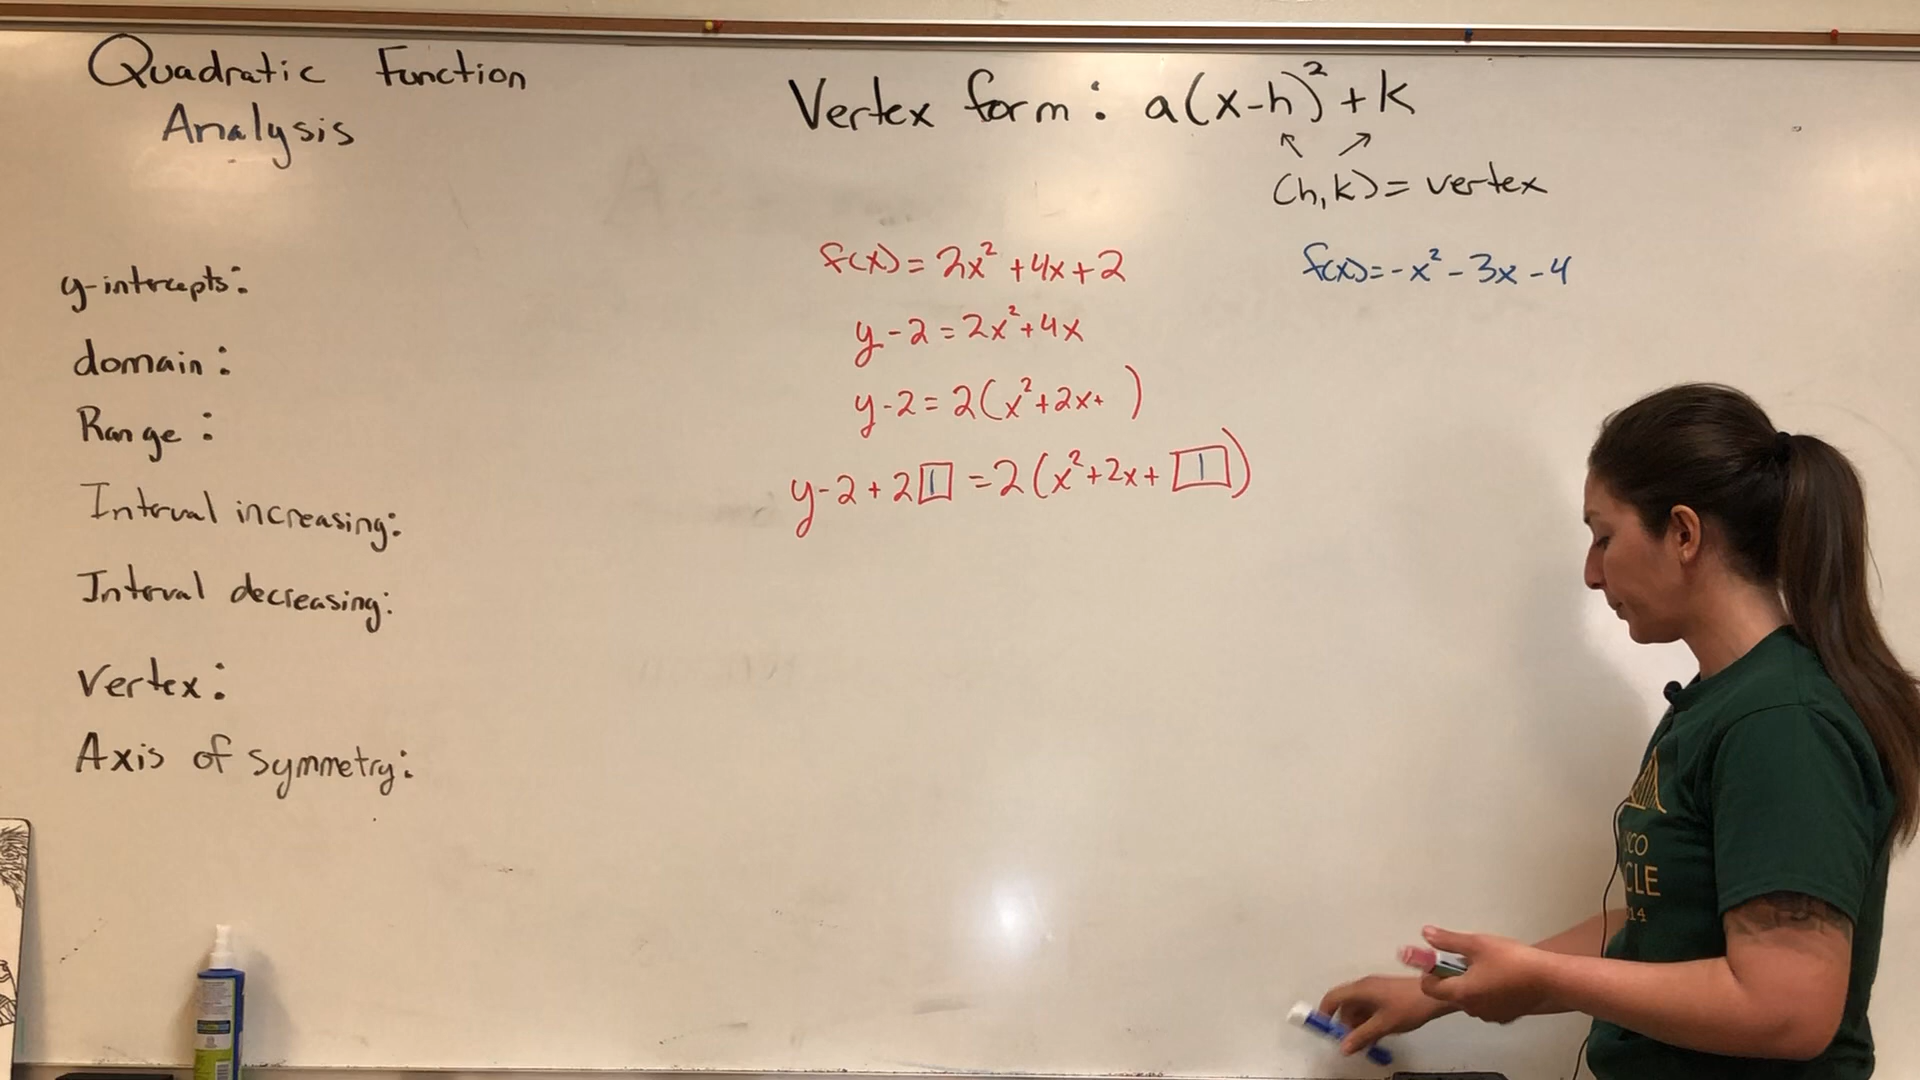 Quadratic Function
Analysis
y-intercepts:
domain:
Range:
Interval increasing:
Interval decreasing:
Vertex:
Axis of symmetry:
Vertex form: a(x-h)²+k
(h,k)= vertex
f(x)= 2x²+4x+2
y-2=2x²+4x
y-2=2(x²+2x+ )
y-2+2[1]=2(x²+2x+[1])
f(x)=-x²-3x-4
CLE
14